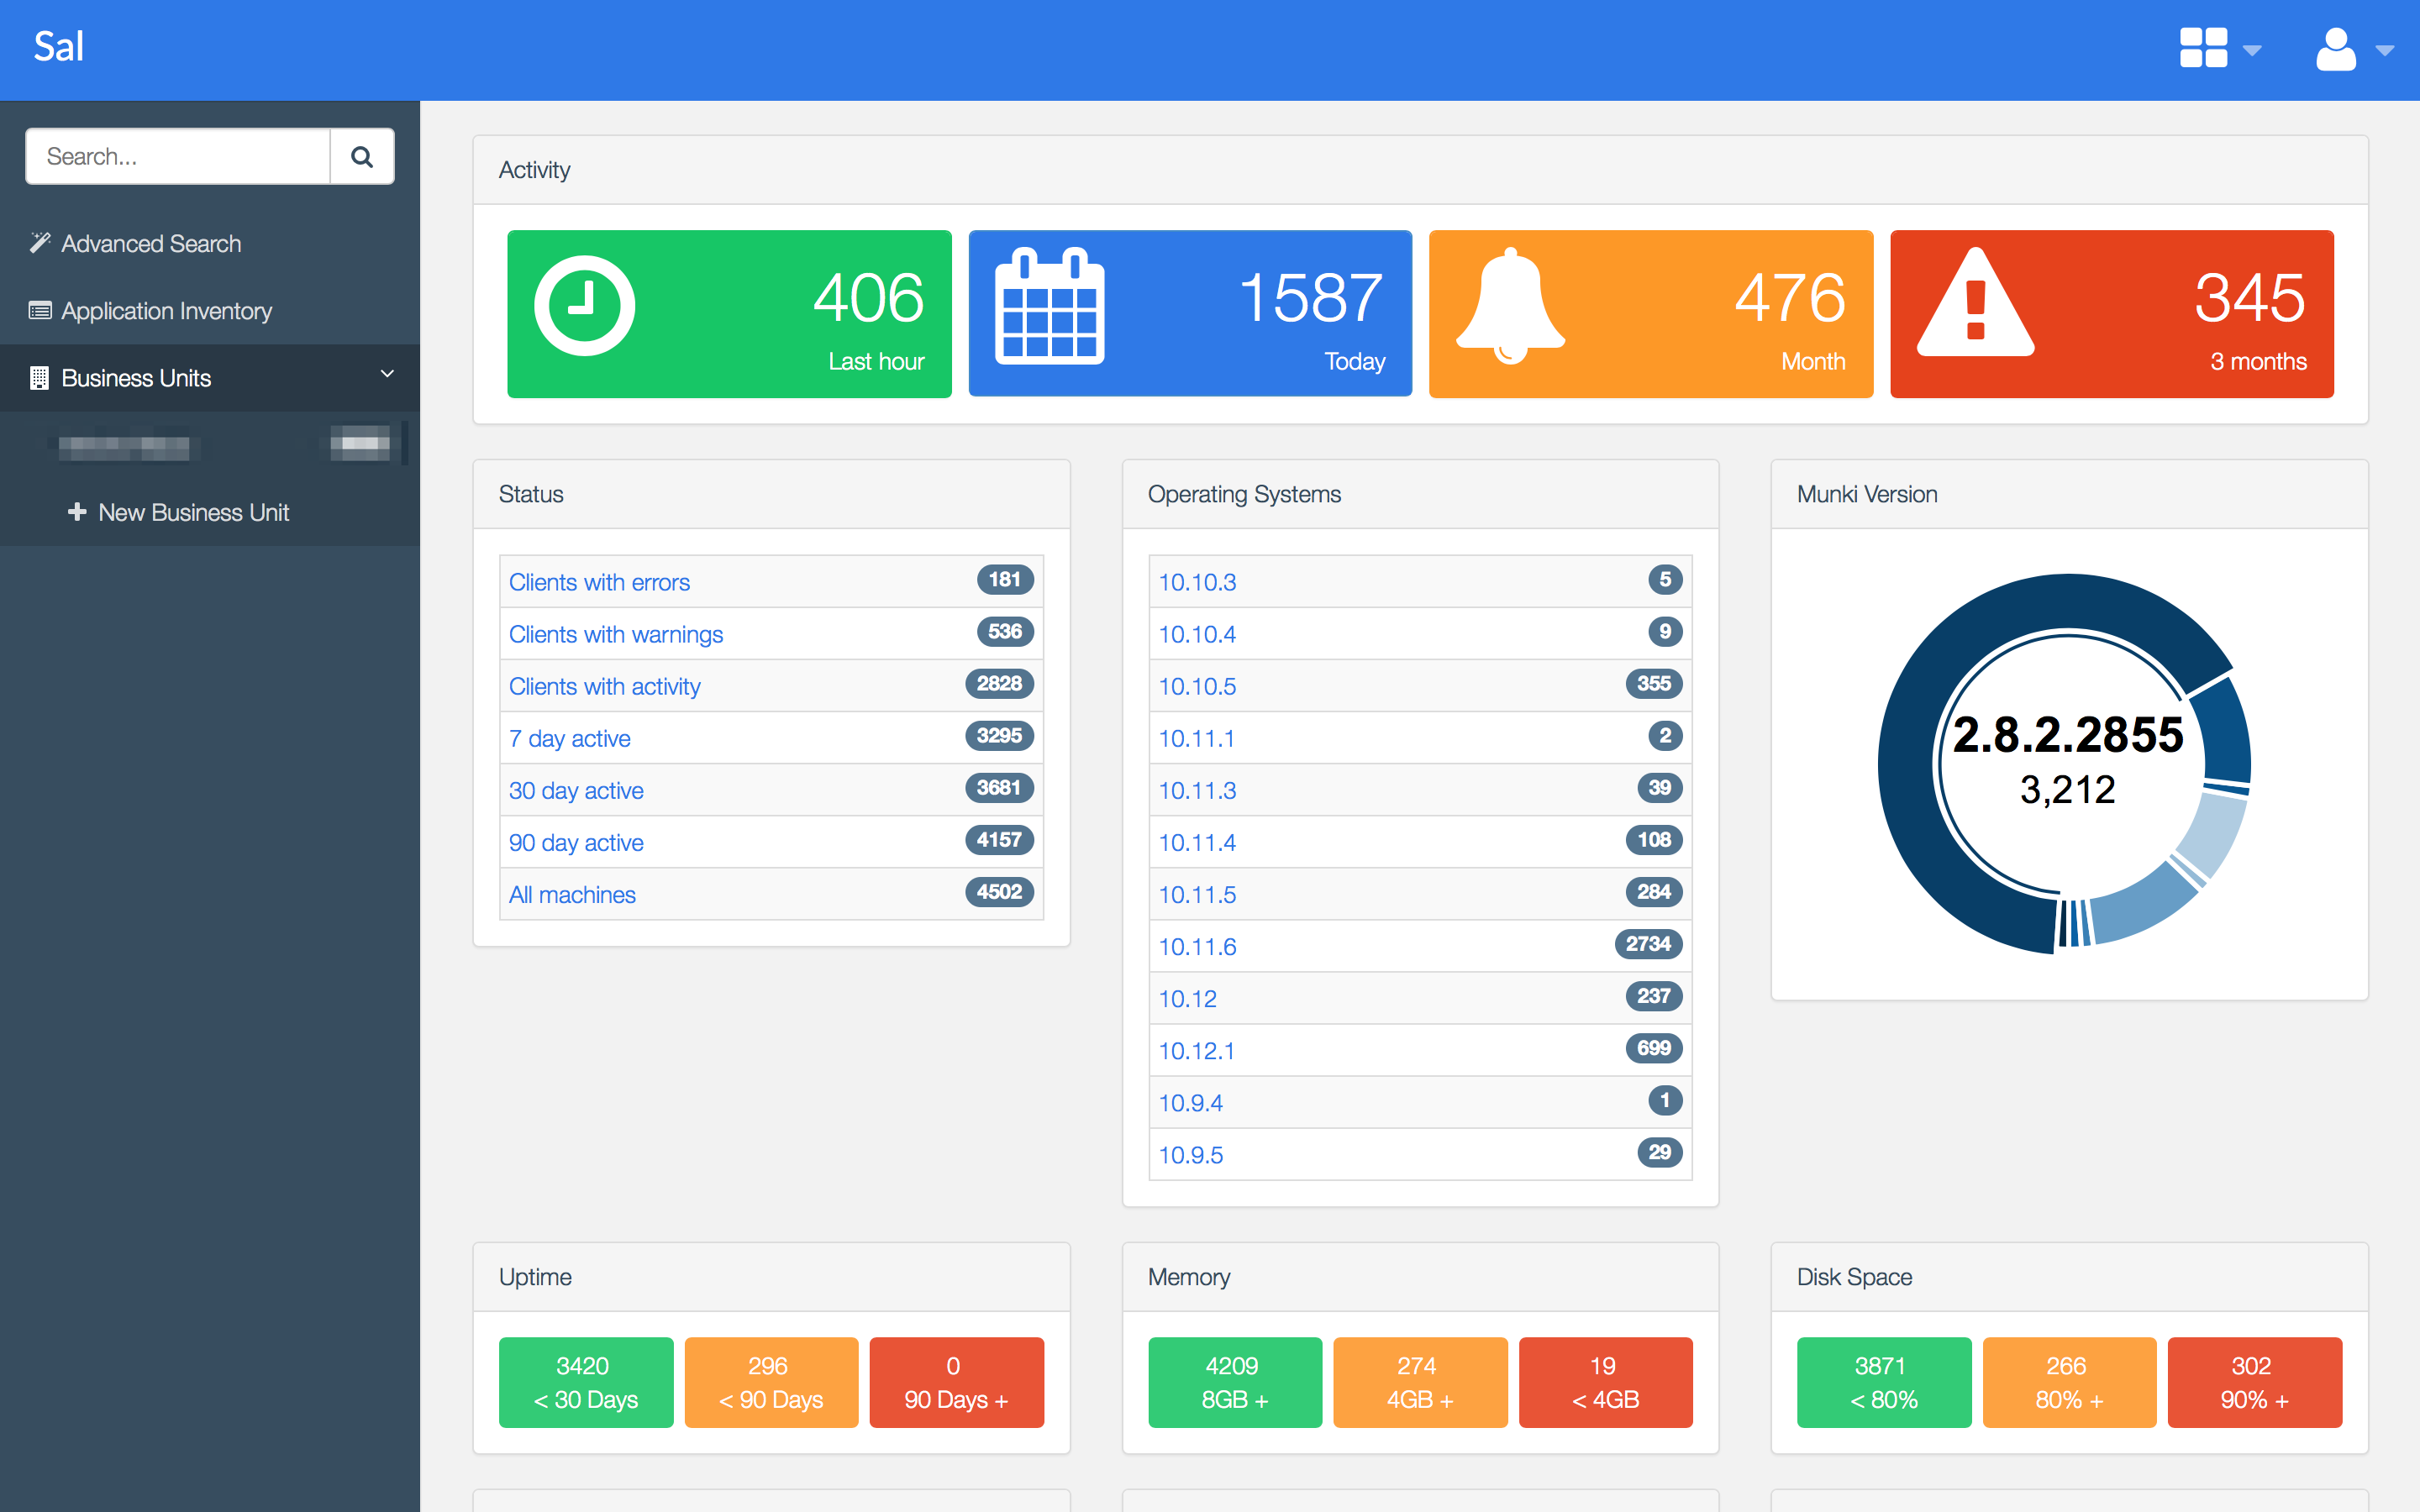 Sal
Search...
Advanced Search
Application Inventory
Business Units
New Business Unit
Activity
406
Last hour
1587
Today
476
Month
345
3 months
Status
Clients with errors 181
Clients with warnings 536
Clients with activity 2828
7 day active 3295
30 day active 3681
90 day active 4157
All machines 4502
Operating Systems
10.10.3 5
10.10.4 9
10.10.5 355
10.11.1 2
10.11.3 39
10.11.4 108
10.11.5 284
10.11.6 2734
10.12 237
10.12.1 699
10.9.4 1
10.9.5 29
Munki Version
2.8.2.2855
3,212
Uptime
3420
< 30 Days
296
< 90 Days
0
90 Days +
Memory
4209
8GB +
274
4GB +
19
< 4GB
Disk Space
3871
< 80%
266
80% +
302
90% +